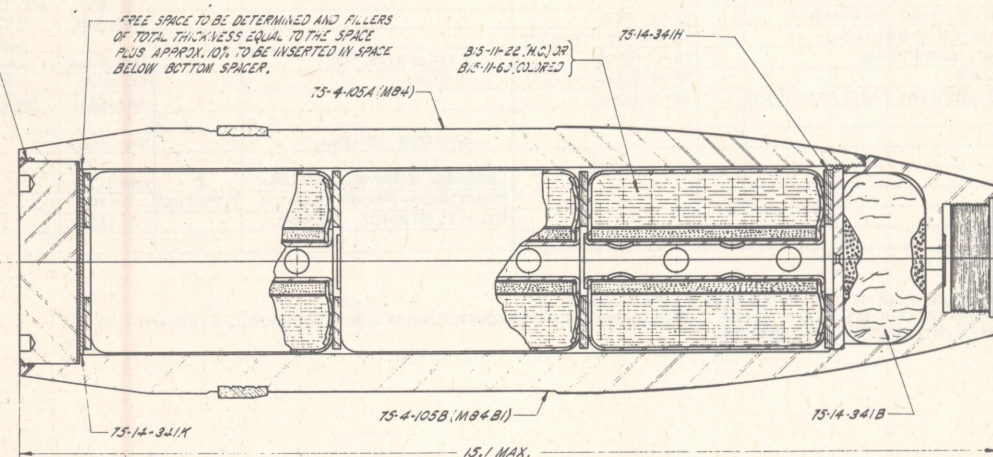 FREE SPACE TO BE DETERMINED AND FILLERS
OF TOTAL THICKNESS EQUAL TO THE SPACE
PLUS APPROX. 10% TO BE INSERTED IN SPACE
BELOW BOTTOM SPACER.
75-14-341H
B15-11-22 (H.C.) OR
B15-11-60 (COLORED)
75-4-105A (M84)
75-4-105B (M84B1)
75-14-341B
75-14-341K
15.1 MAX.